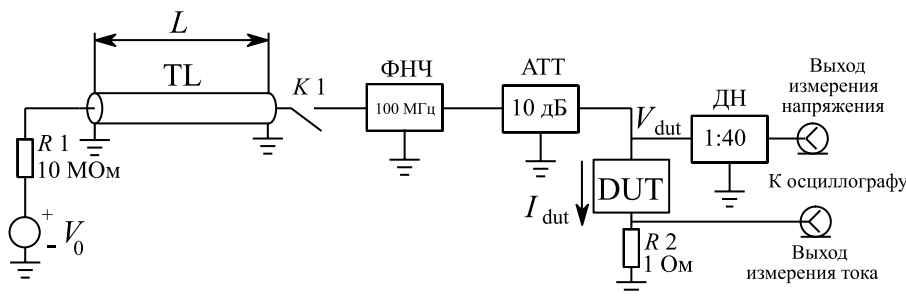 L
TL
K 1
ФНЧ
100 МГц
АТТ
10 дБ
V dut
ДН
1:40
Выход
измерения
напряжения
R 1
10 МОм
+
- V 0
I dut
DUT
К осциллографу
R 2
1 Ом
Выход
измерения тока